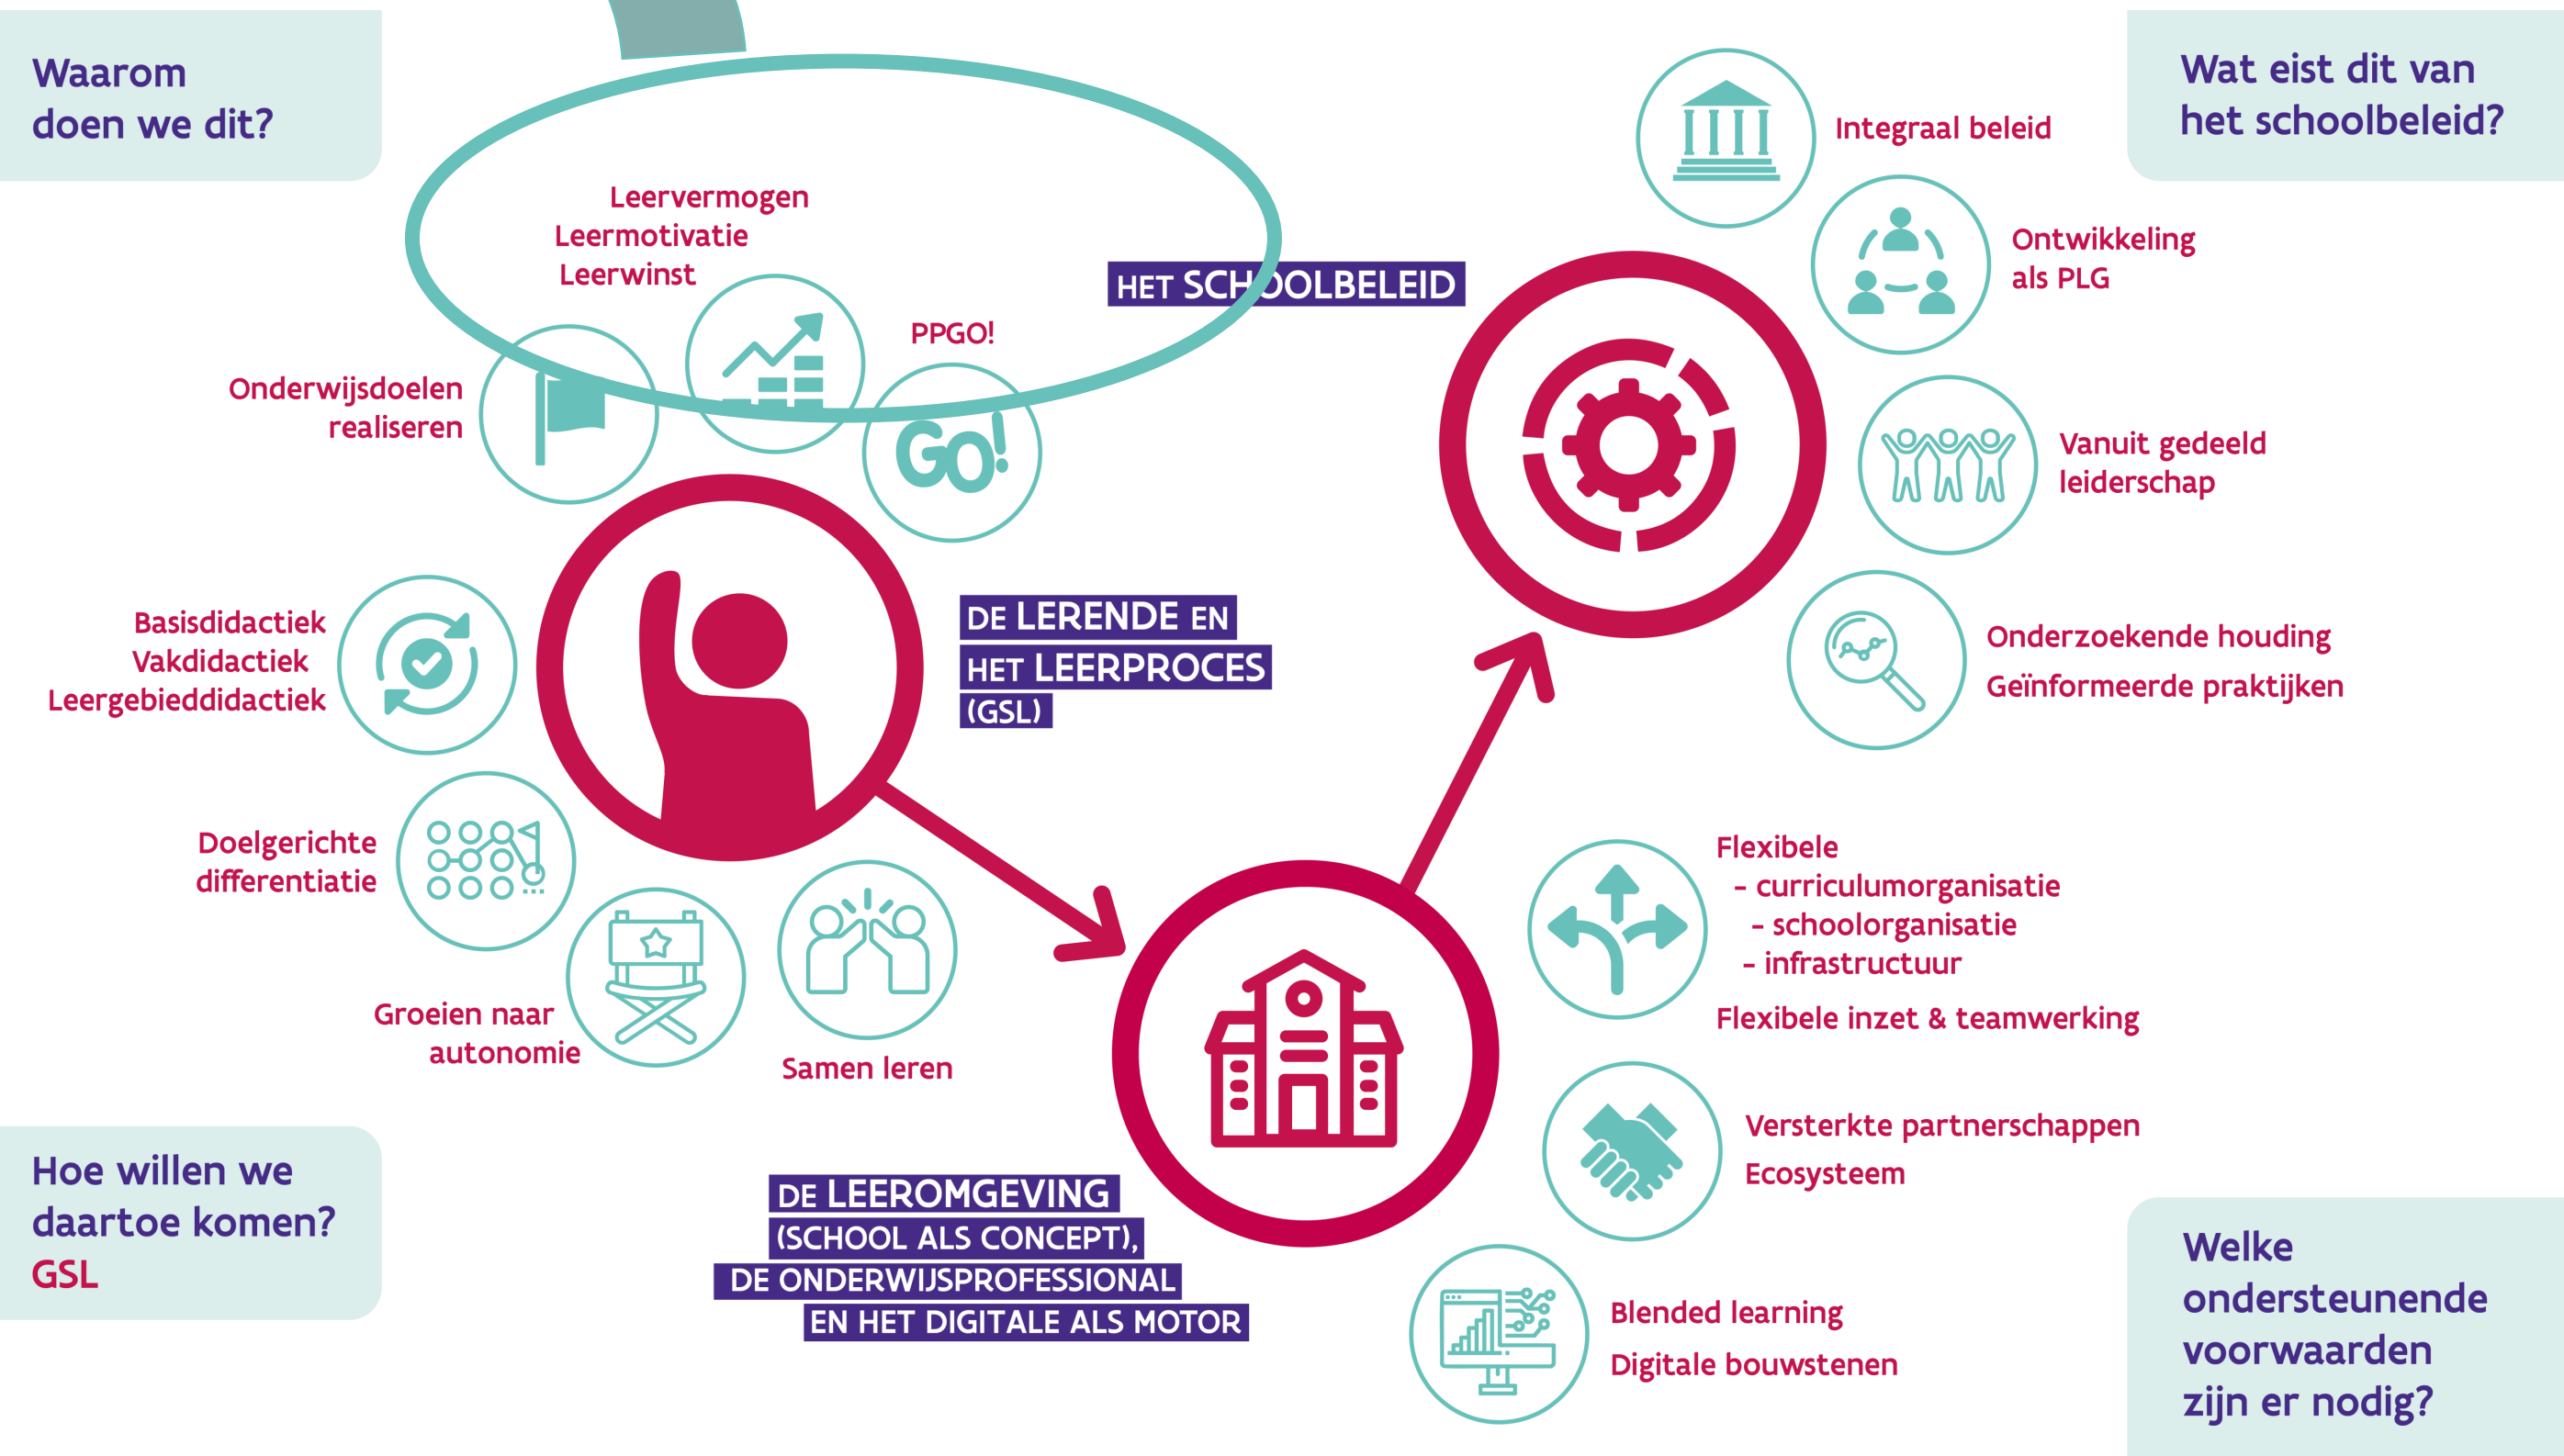 Waarom
doen we dit?
Leervermogen
Leermotivatie
Leerwinst
PPGO!
Onderwijsdoelen
realiseren
GO!
HET SCHOOLBELEID
Integraal beleid
Wat eist dit van
het schoolbeleid?
Ontwikkeling
als PLG
Vanuit gedeeld
leiderschap
Onderzoekende houding
Geïnformeerde praktijken
DE LERENDE EN
HET LEERPROCES
(GSL)
Basisdidactiek
Vakdidactiek
Leergebieddidactiek
Doelgerichte
differentiatie
Groeien naar
autonomie
Samen leren
Flexibele
- curriculumorganisatie
- schoolorganisatie
- infrastructuur
Flexibele inzet & teamwerking
Versterkte partnerschappen
Ecosysteem
Hoe willen we
daartoe komen?
GSL
DE LEEROMGEVING
(SCHOOL ALS CONCEPT),
DE ONDERWIJSPROFESSIONAL
EN HET DIGITALE ALS MOTOR
Blended learning
Digitale bouwstenen
Welke
ondersteunende
voorwaarden
zijn er nodig?